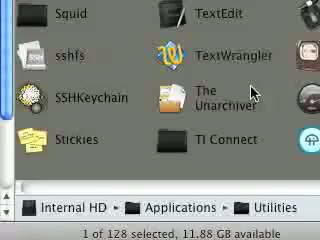 Squid TextEdit
sshfs TextWrangler
SSHKeychain The Unarchiver
Stickies TI Connect
Internal HD ▸ Applications ▸ Utilities
1 of 128 selected, 11.88 GB available